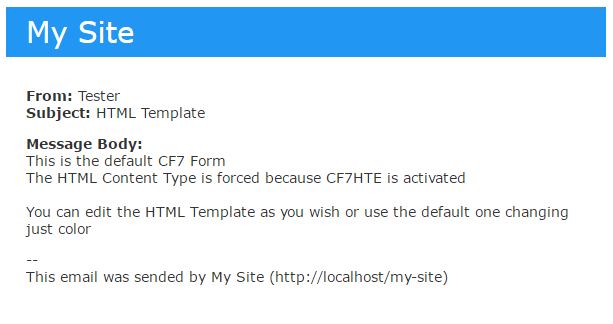 My Site
From: Tester
Subject: HTML Template
Message Body:
This is the default CF7 Form
The HTML Content Type is forced because CF7HTE is activated
You can edit the HTML Template as you wish or use the default one changing
just color
--
This email was sended by My Site (http://localhost/my-site)